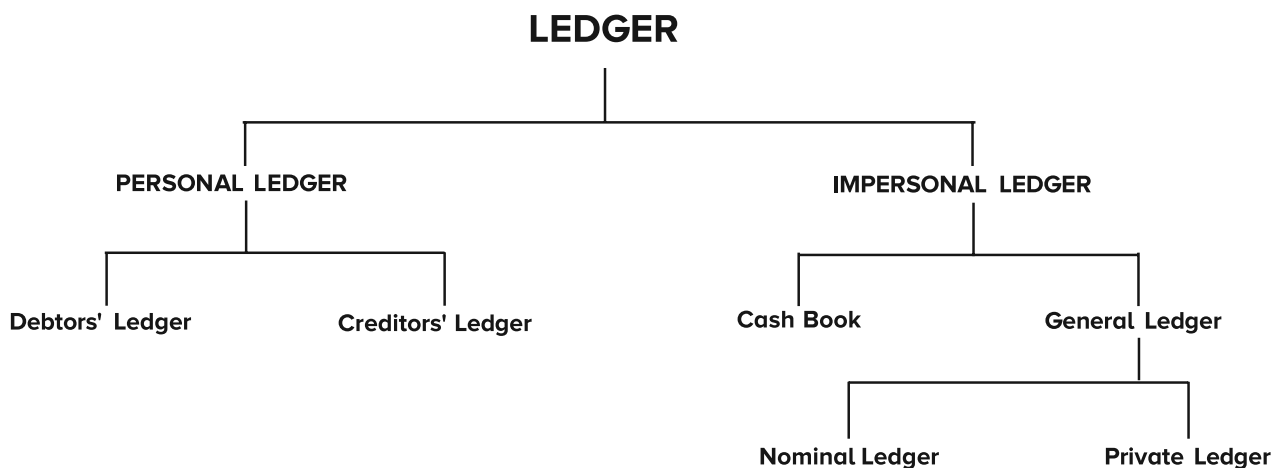 LEDGER
PERSONAL LEDGER
IMPERSONAL LEDGER
Debtors' Ledger
Creditors' Ledger
Cash Book
General Ledger
Nominal Ledger
Private Ledger